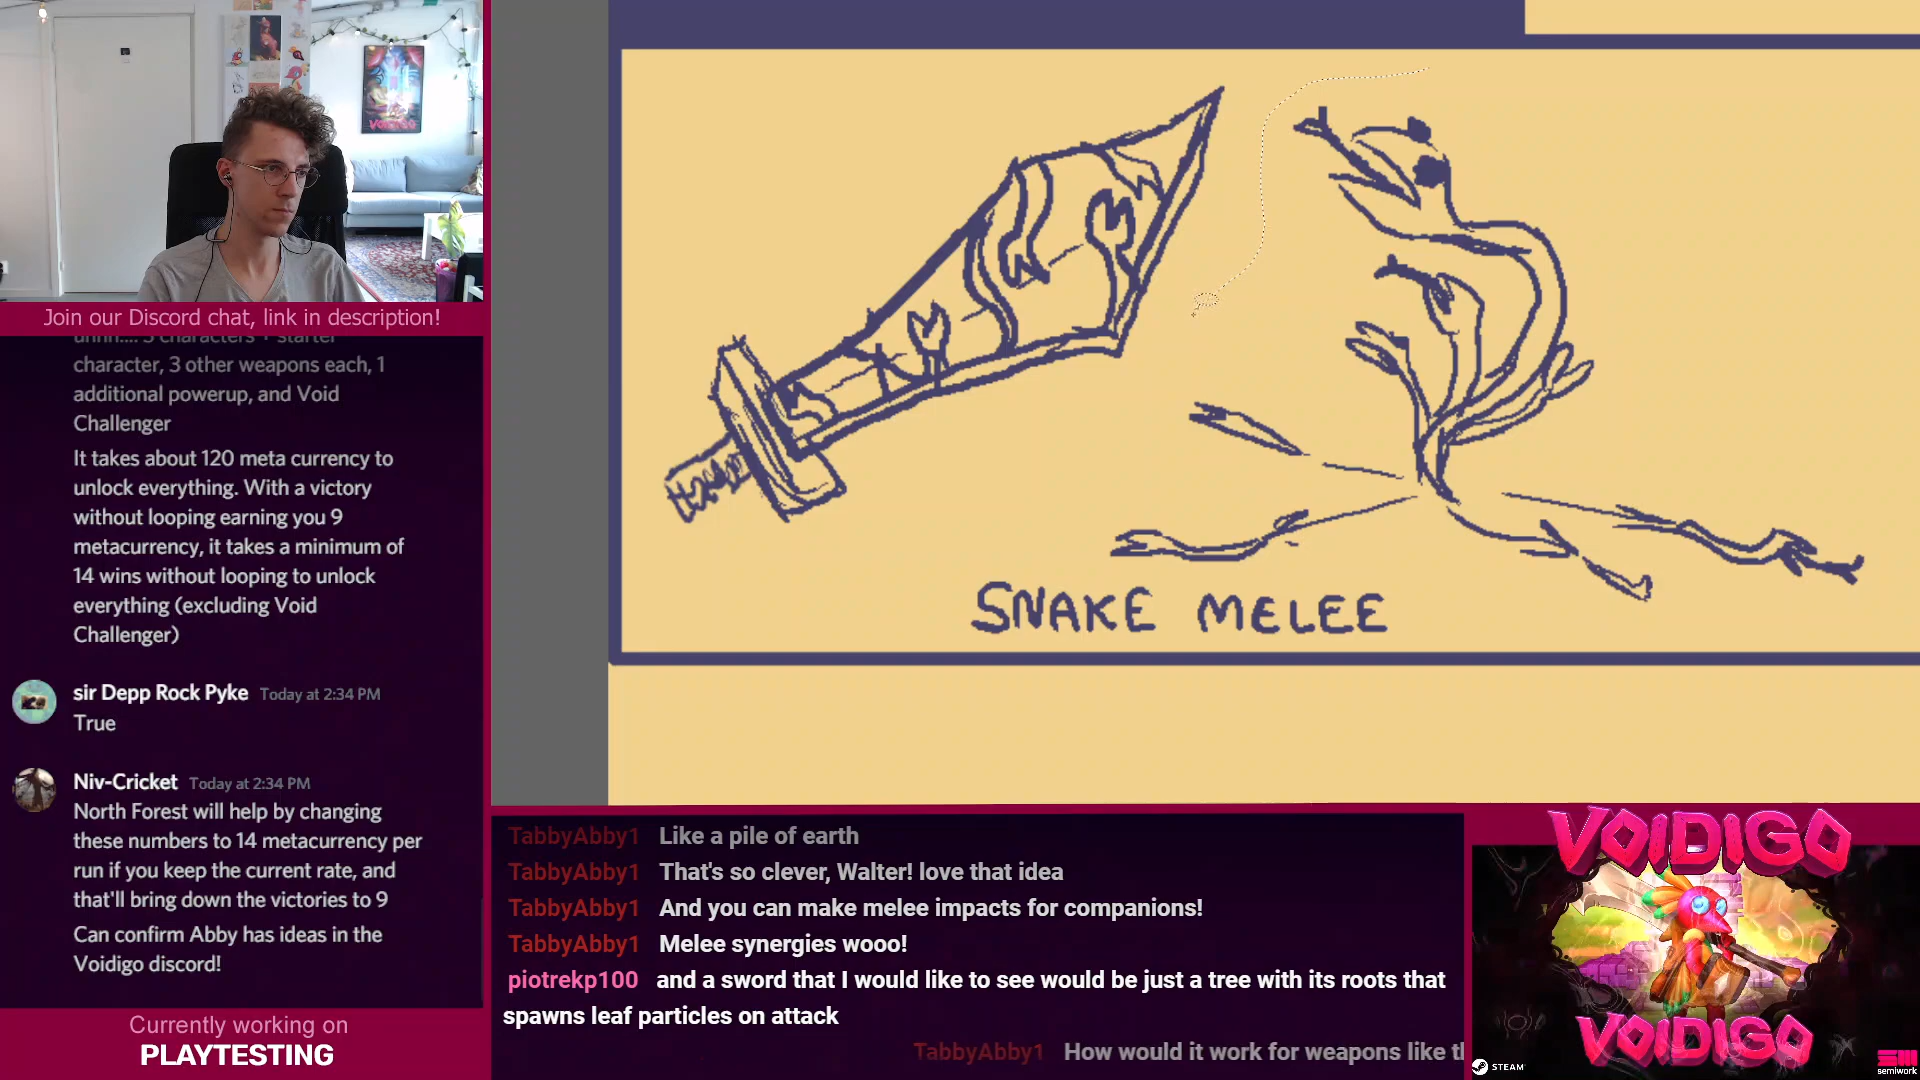 VOIDIGO
Join our Discord chat, link in description!
character, 3 other weapons each, 1
additional powerup, and Void
Challenger
It takes about 120 meta currency to
unlock everything. With a victory
without looping earning you 9
metacurrency, it takes a minimum of
14 wins without looping to unlock
everything (excluding Void
Challenger)
sir Depp Rock Pyke Today at 2:34 PM
True
Niv-Cricket Today at 2:34 PM
North Forest will help by changing
these numbers to 14 metacurrency per
run if you keep the current rate, and
that'll bring down the victories to 9
Can confirm Abby has ideas in the
Voidigo discord!
Currently working on
PLAYTESTING
SNAKE MELEE
TabbyAbby1 Like a pile of earth
TabbyAbby1 That's so clever, Walter! love that idea
TabbyAbby1 And you can make melee impacts for companions!
TabbyAbby1 Melee synergies wooo!
piotrekp100 and a sword that I would like to see would be just a tree with its roots that
spawns leaf particles on attack
TabbyAbby1 How would it work for weapons like
VOIDIGO
VOIDIGO
STEAM
semiwork